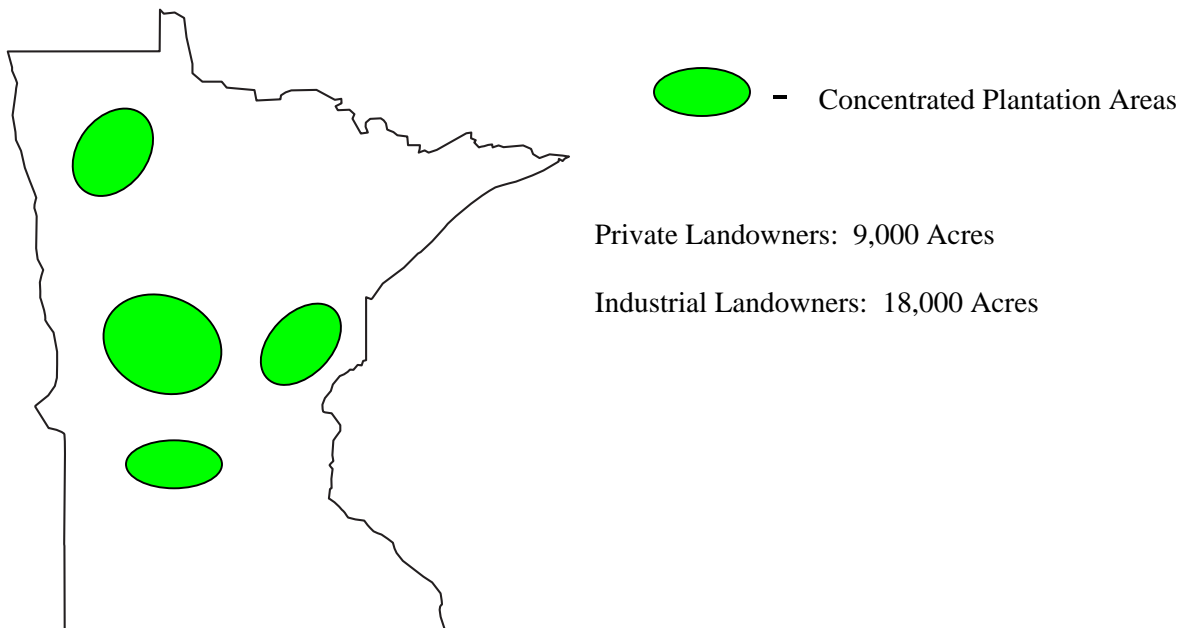 - Concentrated Plantation Areas
Private Landowners: 9,000 Acres
Industrial Landowners: 18,000 Acres